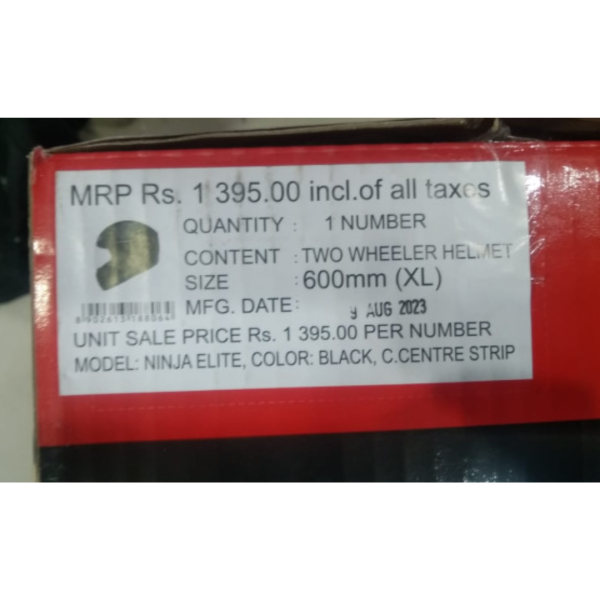 MRP Rs. 1 395.00 incl.of all taxes
QUANTITY : 1 NUMBER
CONTENT : TWO WHEELER HELMET
SIZE : 600mm (XL)
MFG. DATE: 9 AUG 2023
UNIT SALE PRICE Rs. 1 395.00 PER NUMBER
MODEL: NINJA ELITE, COLOR: BLACK, C.CENTRE STRIP